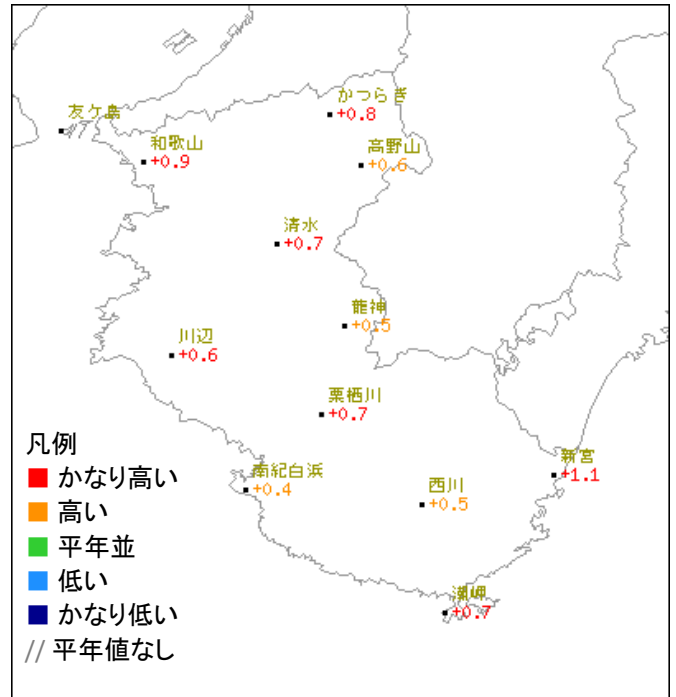 かつらぎ
+0.8
友ケ島
//
和歌山
+0.9
高野山
+0.6
清水
+0.7
龍神
+0.5
川辺
+0.6
栗栖川
+0.7
新宮
+1.1
南紀白浜
+0.4
西川
+0.5
潮岬
+0.7
凡例
かなり高い
高い
平年並
低い
かなり低い
// 平年値なし